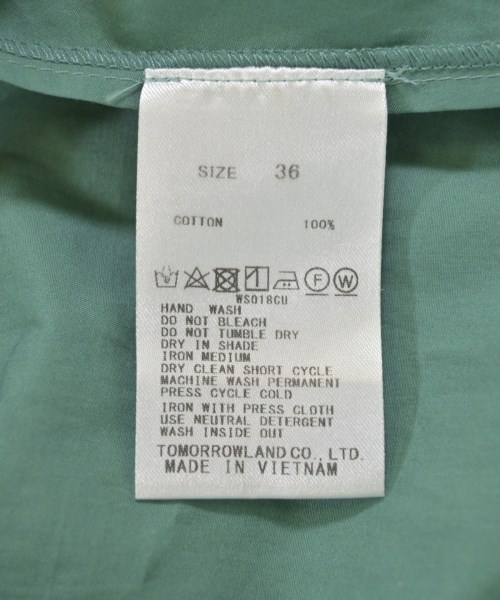 SIZE 36
COTTON 100%
F W
WS018CU
HAND WASH
DO NOT BLEACH
DO NOT TUMBLE DRY
DRY IN SHADE
IRON MEDIUM
DRY CLEAN SHORT CYCLE
MACHINE WASH PERMANENT
PRESS CYCLE COLD
IRON WITH PRESS CLOTH
USE NEUTRAL DETERGENT
WASH INSIDE OUT
TOMORROWLAND CO., LTD.
MADE IN VIETNAM